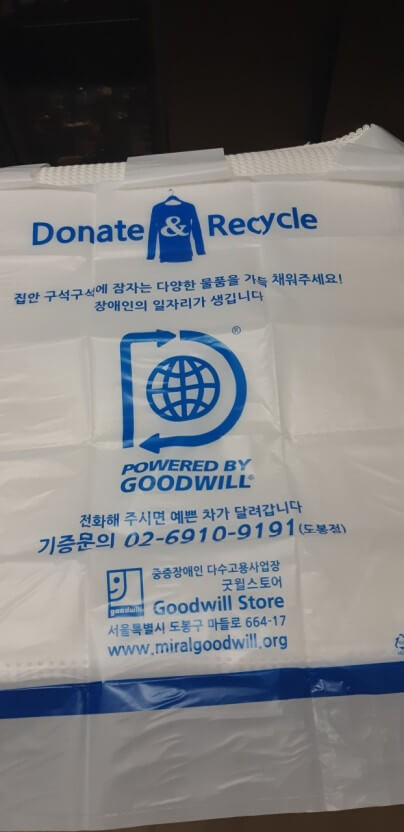 Donate & Recycle
집안 구석구석에 잠자는 다양한 물품을 가득 채워주세요!
장애인의 일자리가 생깁니다
®
POWERED BY
GOODWILL®
전화해 주시면 예쁜 차가 달려갑니다
기증문의 02-6910-9191 (도봉점)
중증장애인 다수고용사업장
굿윌스토어
goodwill Goodwill Store
서울특별시 도봉구 마들로 664-17
www.miralgoodwill.org